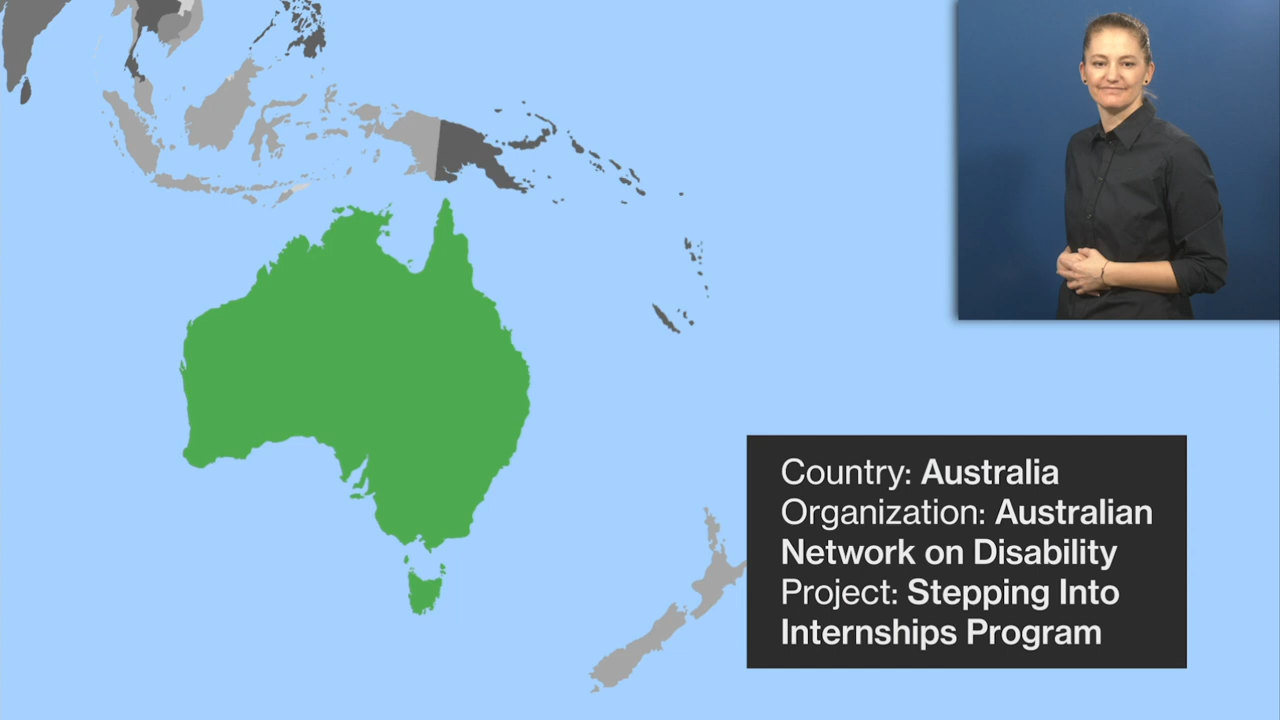 Country: Australia
Organization: Australian
Network on Disability
Project: Stepping Into
Internships Program